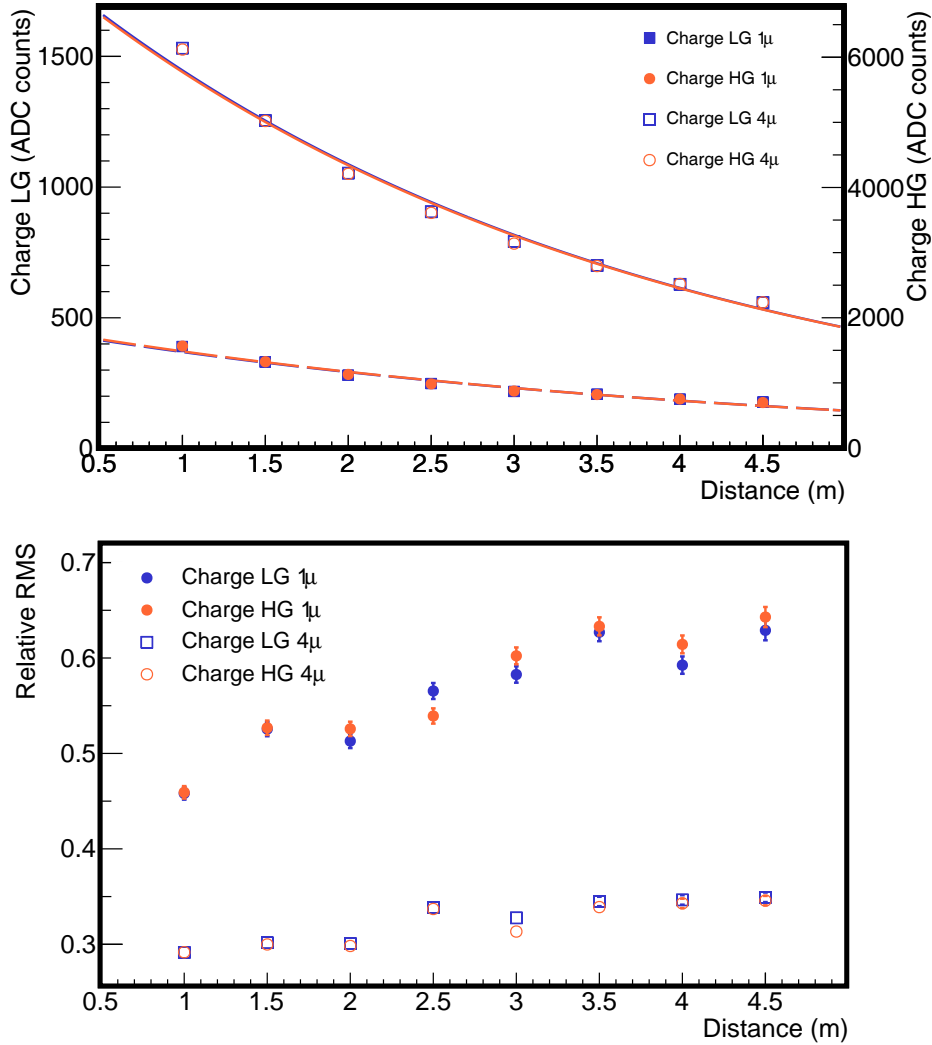 Charge LG (ADC counts)
1500
1000
500
0
Charge LG 1μ
Charge HG 1μ
Charge LG 4μ
Charge HG 4μ
6000
4000
2000
0
Charge HG (ADC counts)
0.5 1 1.5 2 2.5 3 3.5 4 4.5
Distance (m)
Relative RMS
0.7
0.6
0.5
0.4
0.3
Charge LG 1μ
Charge HG 1μ
Charge LG 4μ
Charge HG 4μ
0.5 1 1.5 2 2.5 3 3.5 4 4.5
Distance (m)